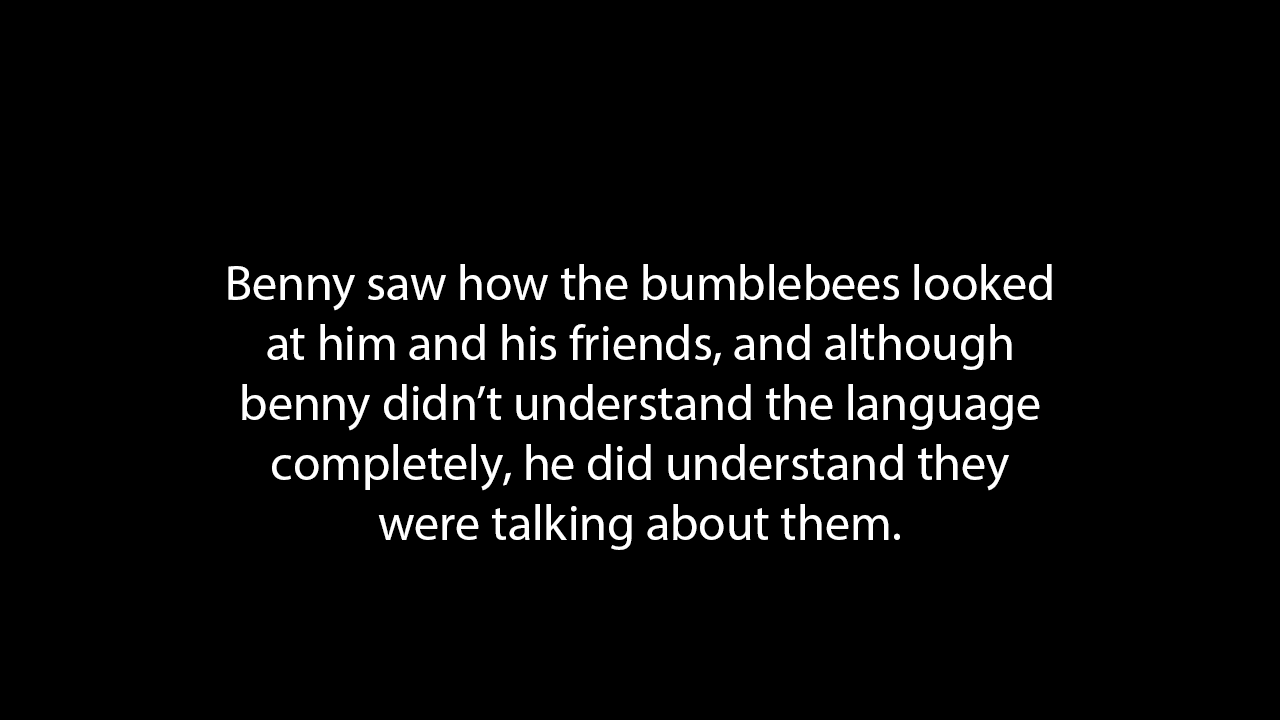 Benny saw how the bumblebees looked
at him and his friends, and although
benny didn’t understand the language
completely, he did understand they
were talking about them.